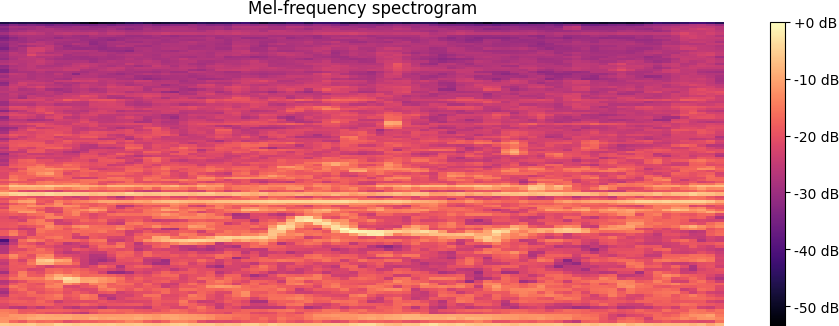 Mel-frequency spectrogram
+0 dB
-10 dB
-20 dB
-30 dB
-40 dB
-50 dB